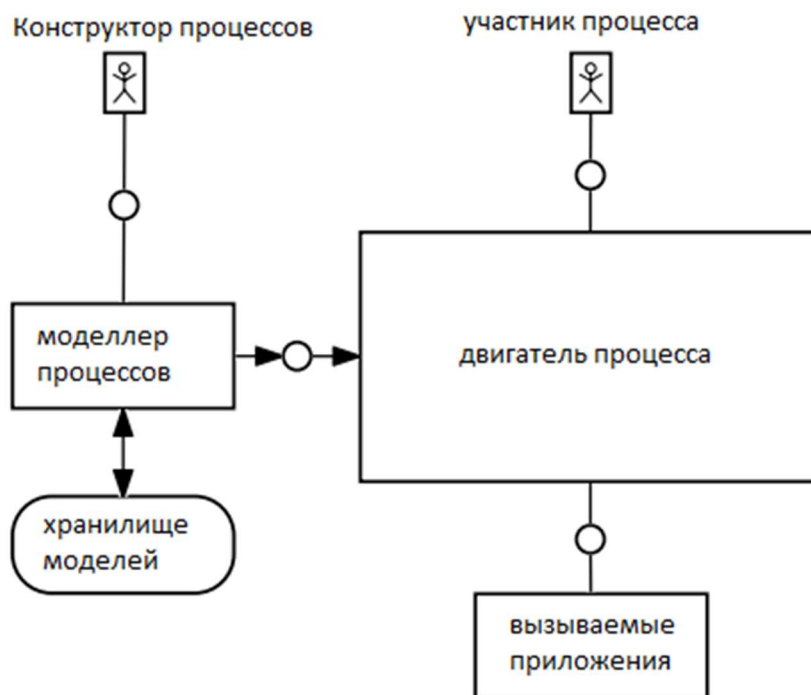 Конструктор процессов
участник процесса
моделлер
процессов
двигатель процесса
хранилище
моделей
вызываемые
приложения